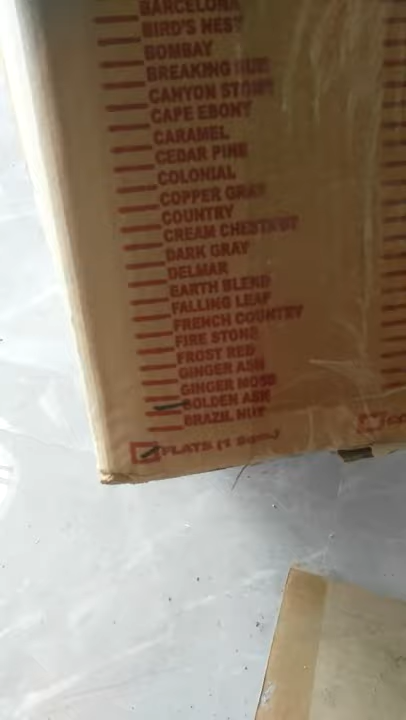 BARCELONA
BIRD'S NEST
BOMBAY
BREAKING
CANYON STONE
CAPE EBONY
CARAMEL
CEDAR PINE
COLONIAL
COPPER GRAY
COUNTRY
CREAM CHESTNUT
DARK GRAY
DELMAR
EARTH BLEND
FALLING LEAF
FRENCH COUNTRY
FIRE STONE
FROST RED
GINGER ASH
GINGER MOSS
GOLDEN ASH
BRAZIL NUT
FLATS (1 Sqm)